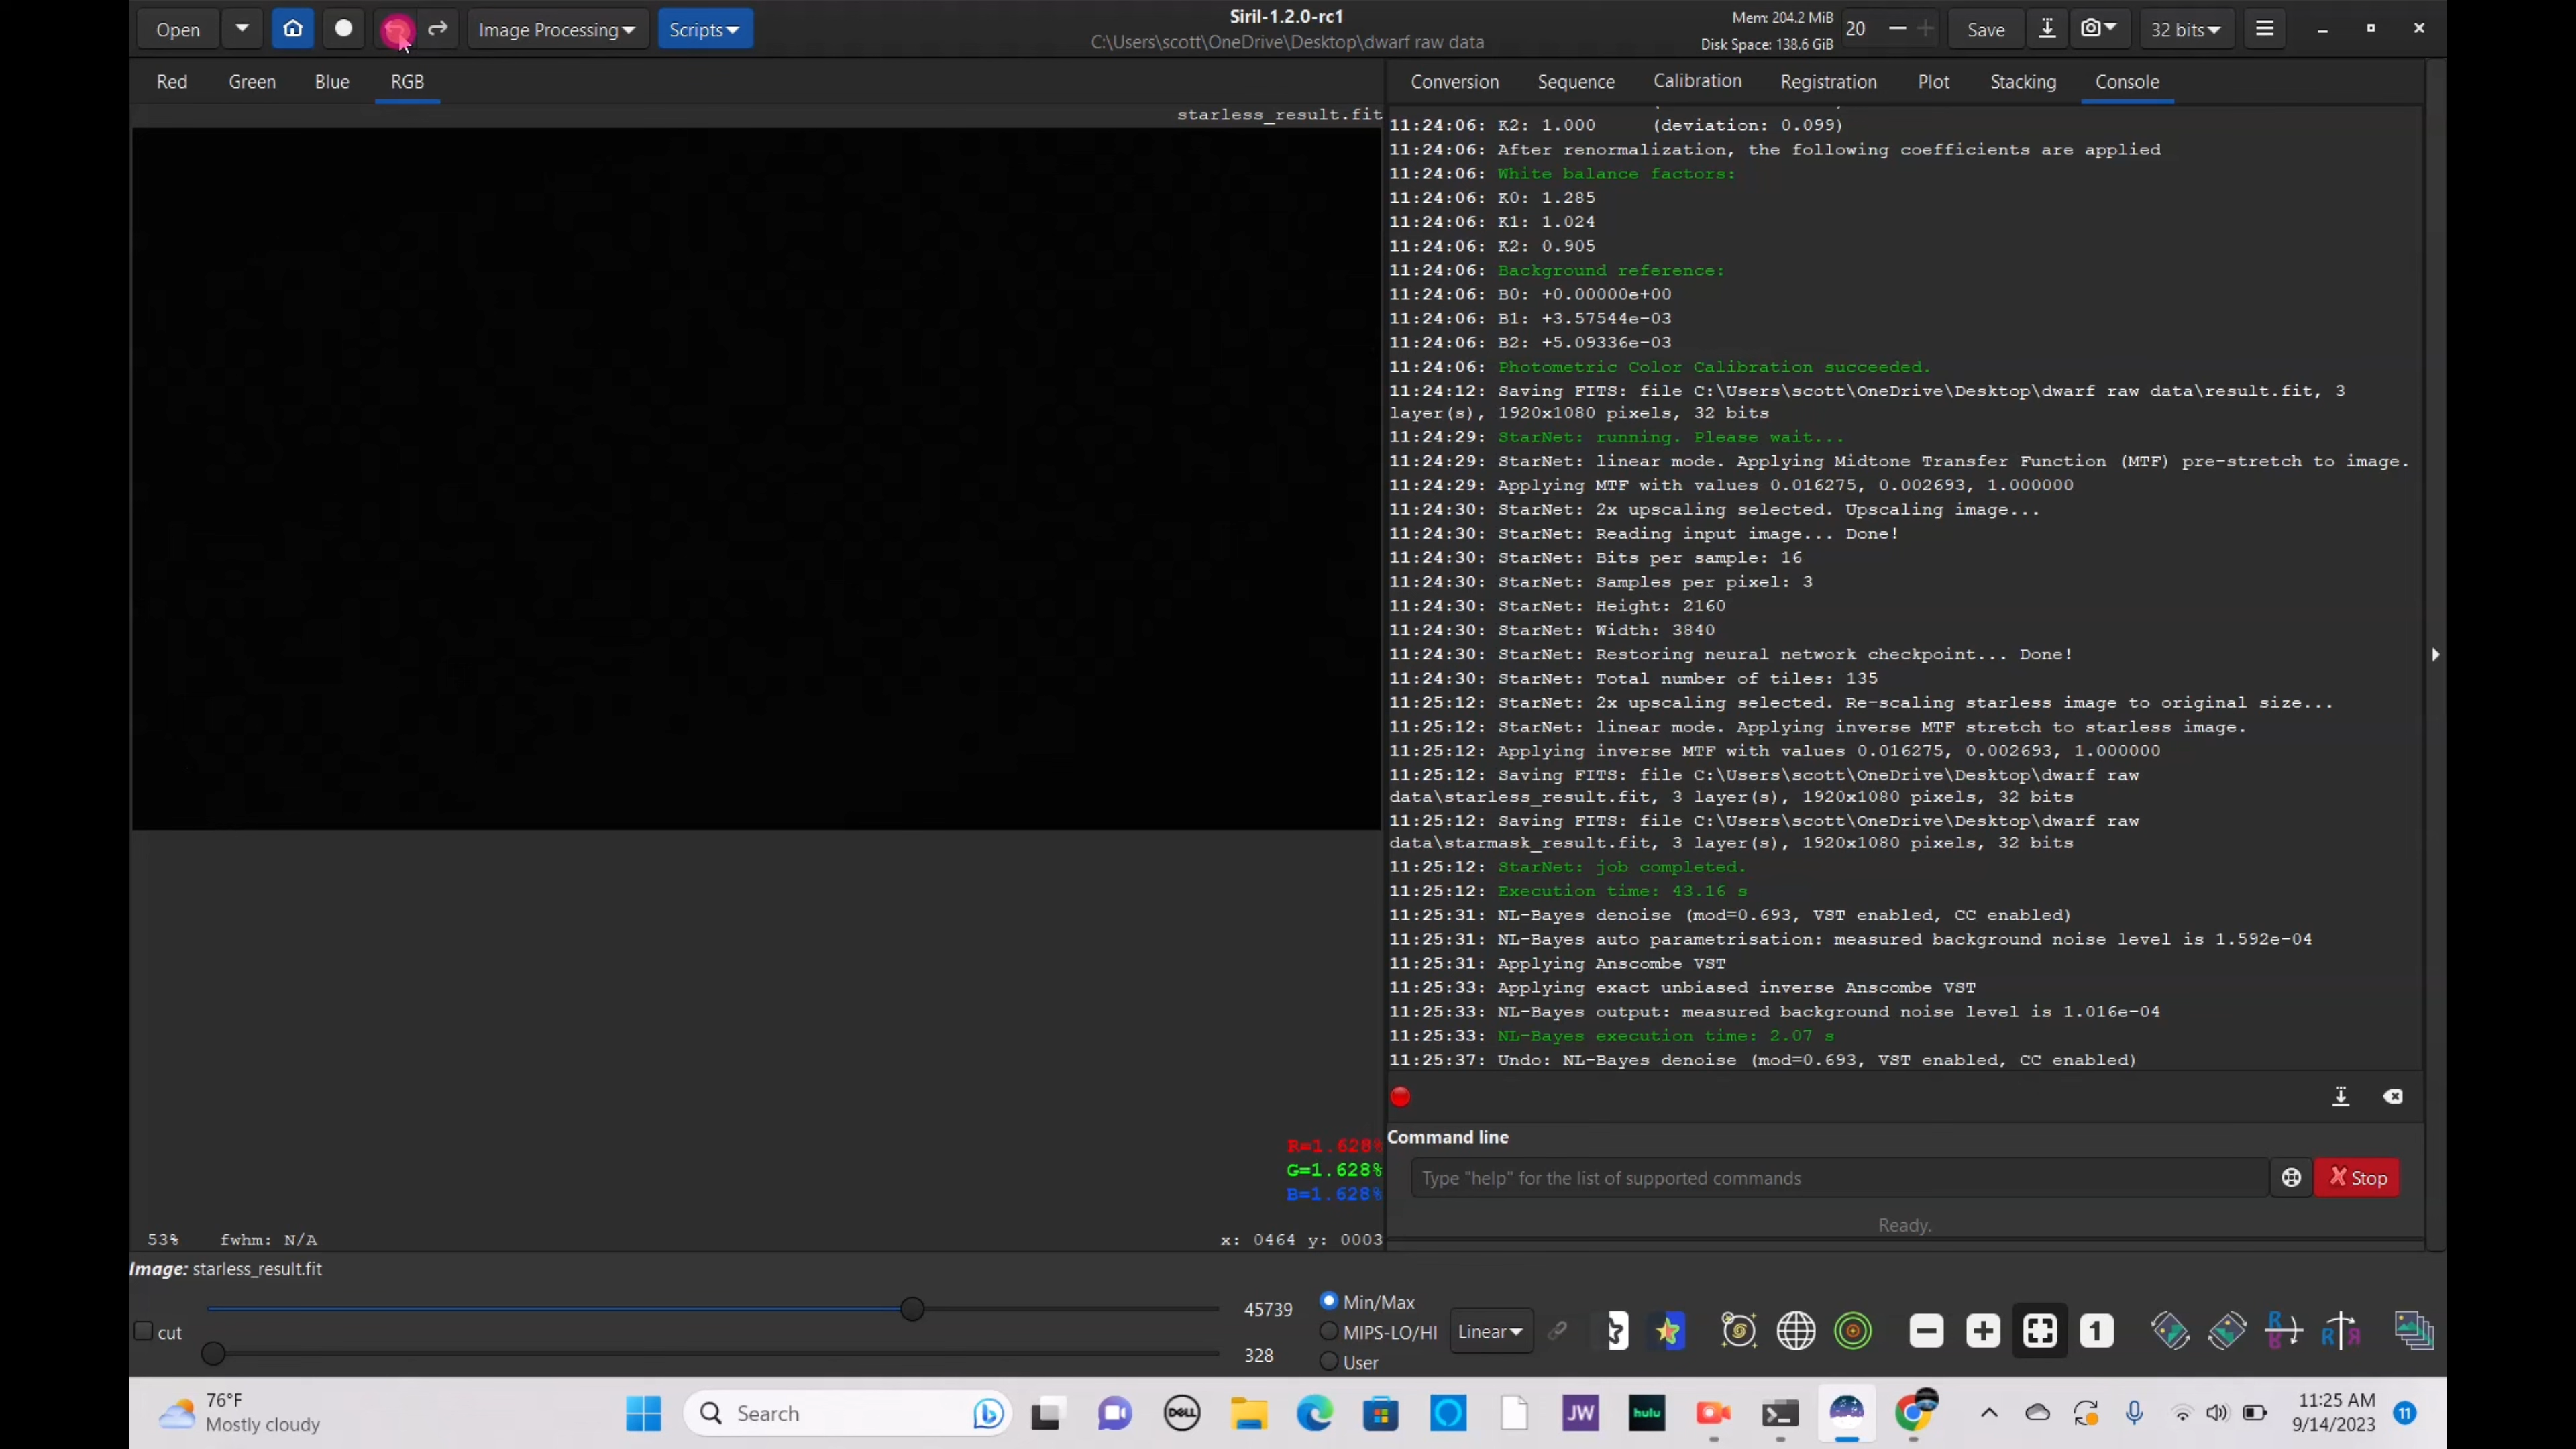 Open
Image Processing
Scripts
Siril-1.2.0-rc1
C:\Users\scott\OneDrive\Desktop\dwarf raw data
Mem: 204.2 MiB
Disk Space: 138.6 GiB
20
Save
32 bits
Red
Green
Blue
RGB
Conversion
Sequence
Calibration
Registration
Plot
Stacking
Console
starless_result.fit
11:24:06: K2: 1.000 (deviation: 0.099)
11:24:06: After renormalization, the following coefficients are applied
11:24:06: White balance factors:
11:24:06: K0: 1.285
11:24:06: K1: 1.024
11:24:06: K2: 0.905
11:24:06: Background reference:
11:24:06: B0: +0.00000e+00
11:24:06: B1: +3.57544e-03
11:24:06: B2: +5.09336e-03
11:24:06: Photometric Color Calibration succeeded.
11:24:12: Saving FITS: file C:\Users\scott\OneDrive\Desktop\dwarf raw data\result.fit, 3
layer(s), 1920x1080 pixels, 32 bits
11:24:29: StarNet: running. Please wait...
11:24:29: StarNet: linear mode. Applying Midtone Transfer Function (MTF) pre-stretch to image.
11:24:29: Applying MTF with values 0.016275, 0.002693, 1.000000
11:24:30: StarNet: 2x upscaling selected. Upscaling image...
11:24:30: StarNet: Reading input image... Done!
11:24:30: StarNet: Bits per sample: 16
11:24:30: StarNet: Samples per pixel: 3
11:24:30: StarNet: Height: 2160
11:24:30: StarNet: Width: 3840
11:24:30: StarNet: Restoring neural network checkpoint... Done!
11:24:30: StarNet: Total number of tiles: 135
11:25:12: StarNet: 2x upscaling selected. Re-scaling starless image to original size...
11:25:12: StarNet: linear mode. Applying inverse MTF stretch to starless image.
11:25:12: Applying inverse MTF with values 0.016275, 0.002693, 1.000000
11:25:12: Saving FITS: file C:\Users\scott\OneDrive\Desktop\dwarf raw
data\starless_result.fit, 3 layer(s), 1920x1080 pixels, 32 bits
11:25:12: Saving FITS: file C:\Users\scott\OneDrive\Desktop\dwarf raw
data\starmask_result.fit, 3 layer(s), 1920x1080 pixels, 32 bits
11:25:12: StarNet: job completed.
11:25:12: Execution time: 43.16 s
11:25:31: NL-Bayes denoise (mod=0.693, VST enabled, CC enabled)
11:25:31: NL-Bayes auto parametrisation: measured background noise level is 1.592e-04
11:25:31: Applying Anscombe VST
11:25:33: Applying exact unbiased inverse Anscombe VST
11:25:33: NL-Bayes output: measured background noise level is 1.016e-04
11:25:33: NL-Bayes execution time: 2.07 s
11:25:37: Undo: NL-Bayes denoise (mod=0.693, VST enabled, CC enabled)
Command line
Type "help" for the list of supported commands
Stop
Ready.
R=1.628%
G=1.628%
B=1.628%
53%
fwhm: N/A
x: 0464 y: 0003
Image: starless_result.fit
cut
45739
328
Min/Max
MIPS-LO/HI
User
Linear
1
R
R
R R
76°F
Mostly cloudy
Search
DELL
JW
hulu
11:25 AM
9/14/2023
11